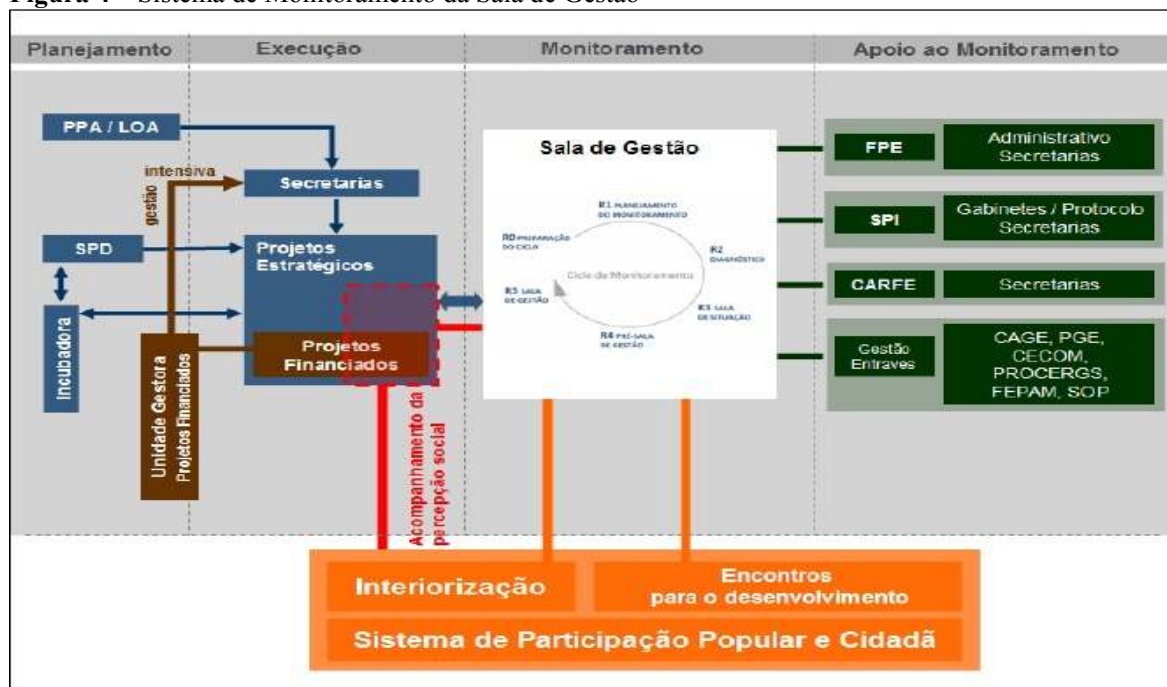 Figura 4 – Sistema de Monitoramento da Sala de Gestão
Planejamento
Execução
Monitoramento
Apoio ao Monitoramento
PPA / LOA
intensiva
gestão
Secretarias
SPD
Projetos
Estratégicos
Incubadora
Unidade Gestora
Projetos Financiados
Projetos
Financiados
Acompanhamento da
percepção social
Sala de Gestão
R1 PLANEJAMENTO
DO MONITORAMENTO
R0 PREPARAÇÃO
DO CICLO
R2
DIAGNÓSTICO
Ciclo de Monitoramento
R5 SALA
DE GESTÃO
R3 SALA
DE SITUAÇÃO
R4 PRÉ-SALA
DE GESTÃO
FPE
Administrativo
Secretarias
SPI
Gabinetes / Protocolo
Secretarias
CARFE
Secretarias
Gestão
Entraves
CAGE, PGE,
CECOM,
PROCERGS,
FEPAM, SOP
Interiorização
Encontros
para o desenvolvimento
Sistema de Participação Popular e Cidadã